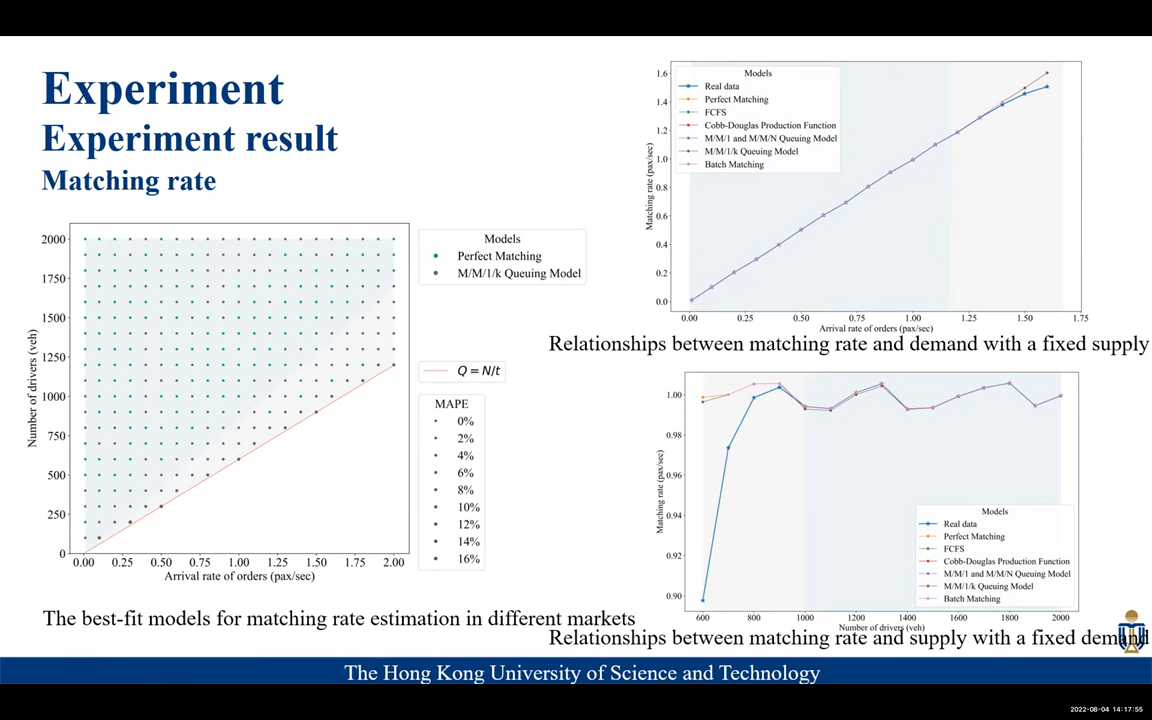 Experiment
Experiment result
Matching rate
2000
1750
1500
1250
1000
750
500
250
0
Number of drivers (veh)
0.00 0.25 0.50 0.75 1.00 1.25 1.50 1.75 2.00
Arrival rate of orders (pax/sec)
Models
Perfect Matching
M/M/1/k Queuing Model
Q = N/t
MAPE
0%
2%
4%
6%
8%
10%
12%
14%
16%
The best-fit models for matching rate estimation in different markets
1.6
1.4
1.2
1.0
0.8
0.6
0.4
0.2
0.0
Matching rate (pax/sec)
Models
Real data
Perfect Matching
FCFS
Cobb-Douglas Production Function
M/M/1 and M/M/N Queuing Model
M/M/1/k Queuing Model
Batch Matching
0.00 0.25 0.50 0.75 1.00 1.25 1.50 1.75
Arrival rate of orders (pax/sec)
Relationships between matching rate and demand with a fixed supply
1.00
0.98
0.96
0.94
0.92
0.90
Matching rate (pax/sec)
Models
Real data
Perfect Matching
FCFS
Cobb-Douglas Production Function
M/M/1 and M/M/N Queuing Model
M/M/1/k Queuing Model
Batch Matching
600 800 1000 1200 1400 1600 1800 2000
Number of drivers (veh)
Relationships between matching rate and supply with a fixed demand
The Hong Kong University of Science and Technology
2022-08-04 14:17:55